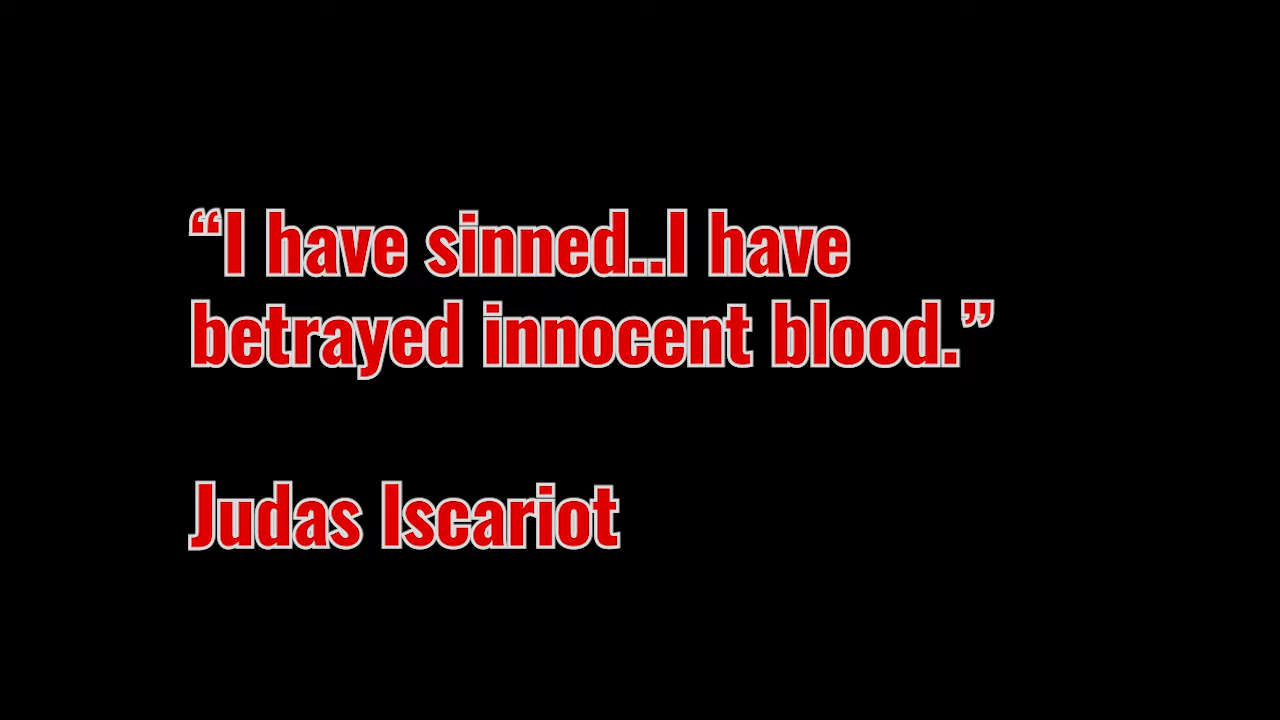 “I have sinned..I have
betrayed innocent blood.”
Judas Iscariot